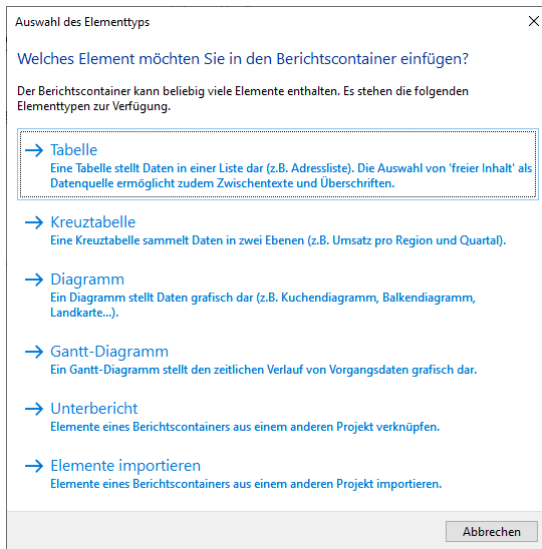 Auswahl des Elementtyps
Welches Element möchten Sie in den Berichtscontainer einfügen?
Der Berichtscontainer kann beliebig viele Elemente enthalten. Es stehen die folgenden
Elementtypen zur Verfügung.
Tabelle
Eine Tabelle stellt Daten in einer Liste dar (z.B. Adressliste). Die Auswahl von 'freier Inhalt' als
Datenquelle ermöglicht zudem Zwischentexte und Überschriften.
Kreuztabelle
Eine Kreuztabelle sammelt Daten in zwei Ebenen (z.B. Umsatz pro Region und Quartal).
Diagramm
Ein Diagramm stellt Daten grafisch dar (z.B. Kuchendiagramm, Balkendiagramm,
Landkarte...).
Gantt-Diagramm
Ein Gantt-Diagramm stellt den zeitlichen Verlauf von Vorgangsdaten grafisch dar.
Unterbericht
Elemente eines Berichtscontainers aus einem anderen Projekt verknüpfen.
Elemente importieren
Elemente eines Berichtscontainers aus einem anderen Projekt importieren.
Abbrechen